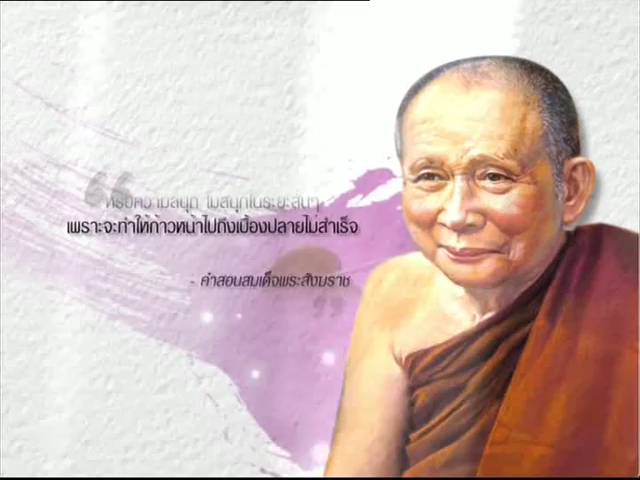 ความสนุก ไม่สนุกในระยะสั้นๆ
เพราะจะทำให้ก้าวหน้าไปถึงเบื้องปลายไม่สำเร็จ
- คำสอนสมเด็จพระสังฆราช